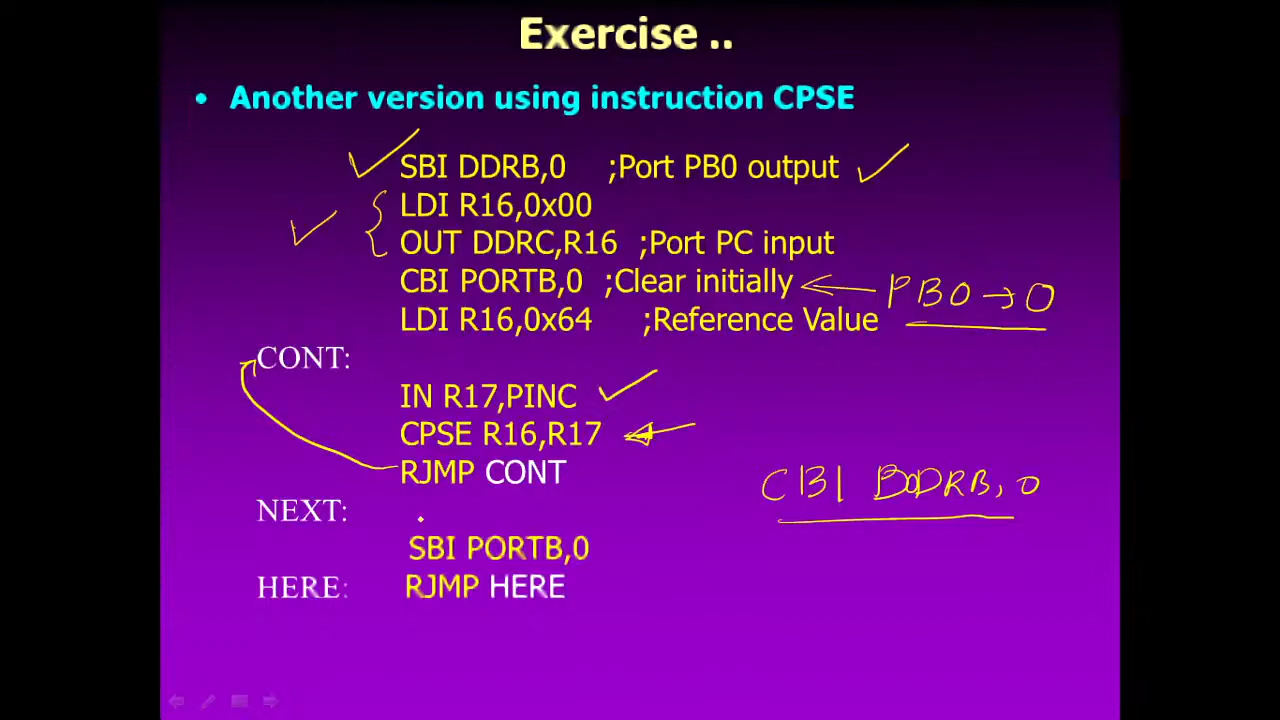 Exercise ..
• Another version using instruction CPSE
SBI DDRB,0 ;Port PB0 output
LDI R16,0x00
OUT DDRC,R16 ;Port PC input
CBI PORTB,0 ;Clear initially PB0 → 0
LDI R16,0x64 ;Reference Value
CONT:
IN R17,PINC
CPSE R16,R17
RJMP CONT CBI
NEXT:
SBI PORTB,0
HERE: RJMP HERE